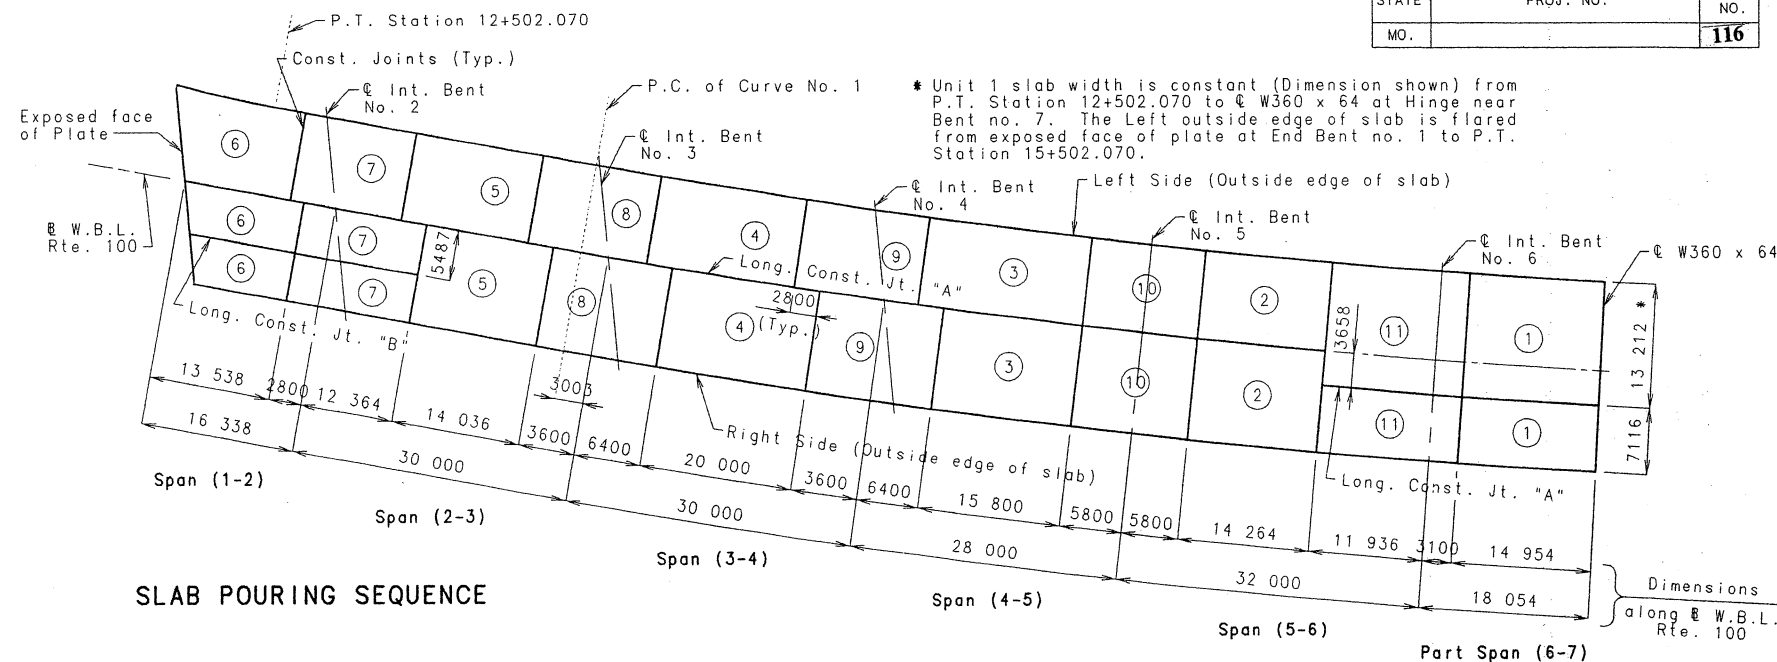 STATE
PROJ. NO.
NO.
MO.
116
P.T. Station 12+502.070
Const. Joints (Typ.)
℄ Int. Bent
No. 2
P.C. of Curve No. 1
℄ Int. Bent
No. 3
* Unit 1 slab width is constant (Dimension shown) from
P.T. Station 12+502.070 to ℄ W360 x 64 at Hinge near
Bent no. 7. The Left outside edge of slab is flared
from exposed face of plate at End Bent no. 1 to P.T.
Station 15+502.070.
Exposed face
of Plate
℄ Int. Bent
No. 4
Left Side (Outside edge of slab)
℄ Int. Bent
No. 5
℄ Int. Bent
No. 6
℄ W360 x 64
W.B.L.
Rte. 100
6
7
5
8
4
9
3
10
2
11
1
6
7
5
8
4
9
3
10
2
11
1
6
7
5487
Long. Const. Jt. "A"
2800
(Typ.)
3658
13 212 *
7116
Long. Const. Jt. "B"
3003
Right Side (Outside edge of slab)
Long. Const. Jt. "A"
13 538
2800
12 364
14 036
3600
6400
20 000
3600
6400
15 800
5800
5800
14 264
11 936
3100
14 954
16 338
30 000
30 000
28 000
32 000
18 054
Span (1-2)
Span (2-3)
Span (3-4)
Span (4-5)
Span (5-6)
Part Span (6-7)
Dimensions
along W.B.L.
Rte. 100
SLAB POURING SEQUENCE